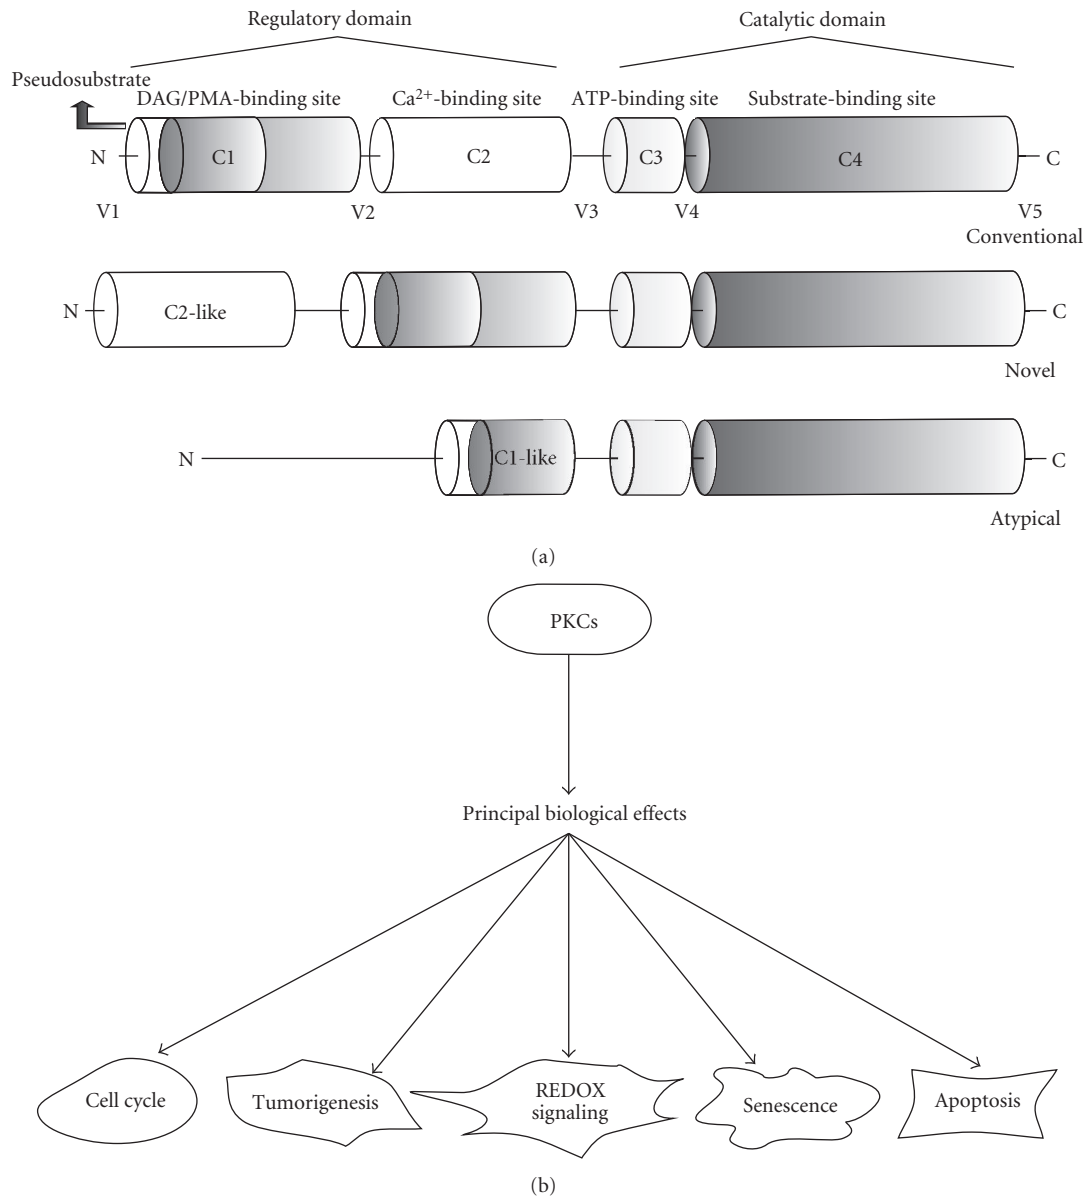 Regulatory domain
Catalytic domain
Pseudosubstrate
DAG/PMA-binding site
Ca²⁺-binding site
ATP-binding site
Substrate-binding site
N
C1
C2
C3
C4
C
V1
V2
V3
V4
V5
Conventional
N
C2-like
C
Novel
N
C1-like
C
Atypical
(a)
PKCs
Principal biological effects
Cell cycle
Tumorigenesis
REDOX
signaling
Senescence
Apoptosis
(b)